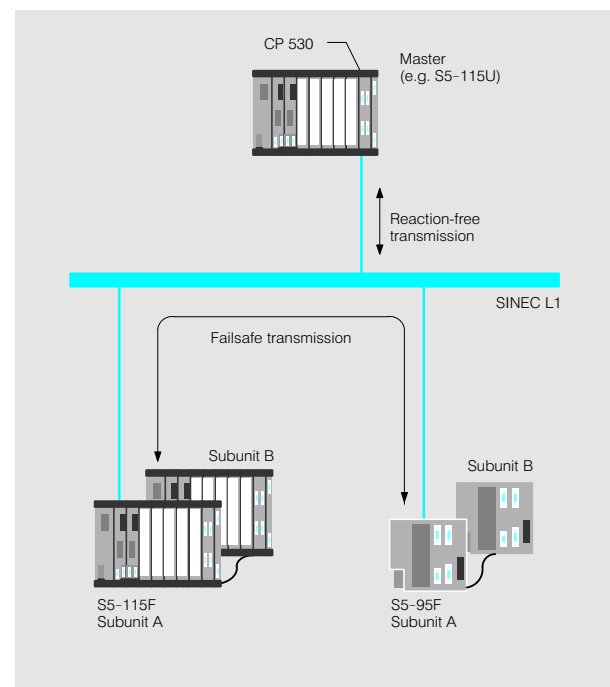 CP 530
Master
(e.g. S5-115U)
Reaction-free
transmission
SINEC L1
Failsafe transmission
Subunit B
Subunit B
S5-115F
Subunit A
S5-95F
Subunit A